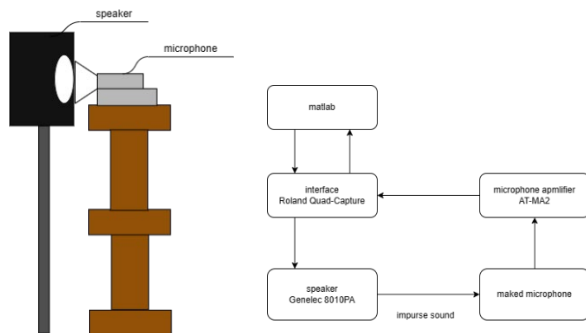 speaker
microphone
matlab
interface
Roland Quad-Capture
microphone apmlifier
AT-MA2
speaker
Genelec 8010PA
impurse sound
maked microphone